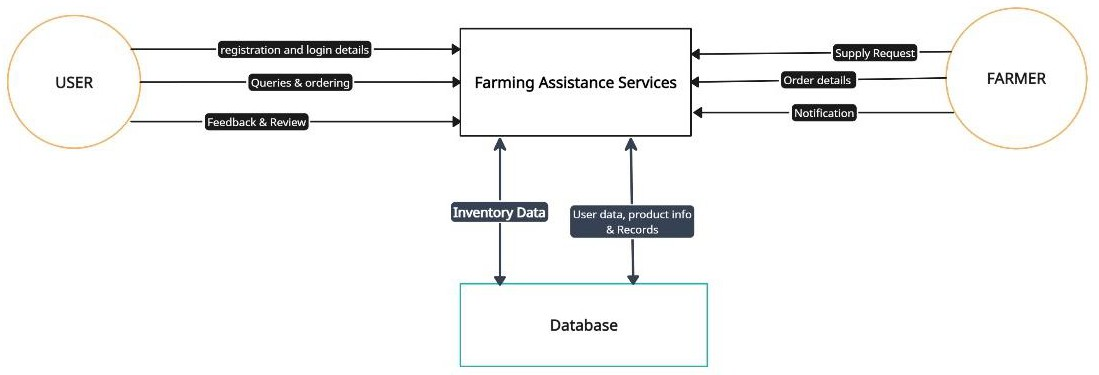 USER
registration and login details
Queries & ordering
Feedback & Review
Farming Assistance Services
Supply Request
Order details
Notification
FARMER
Inventory Data
User data, product info
& Records
Database